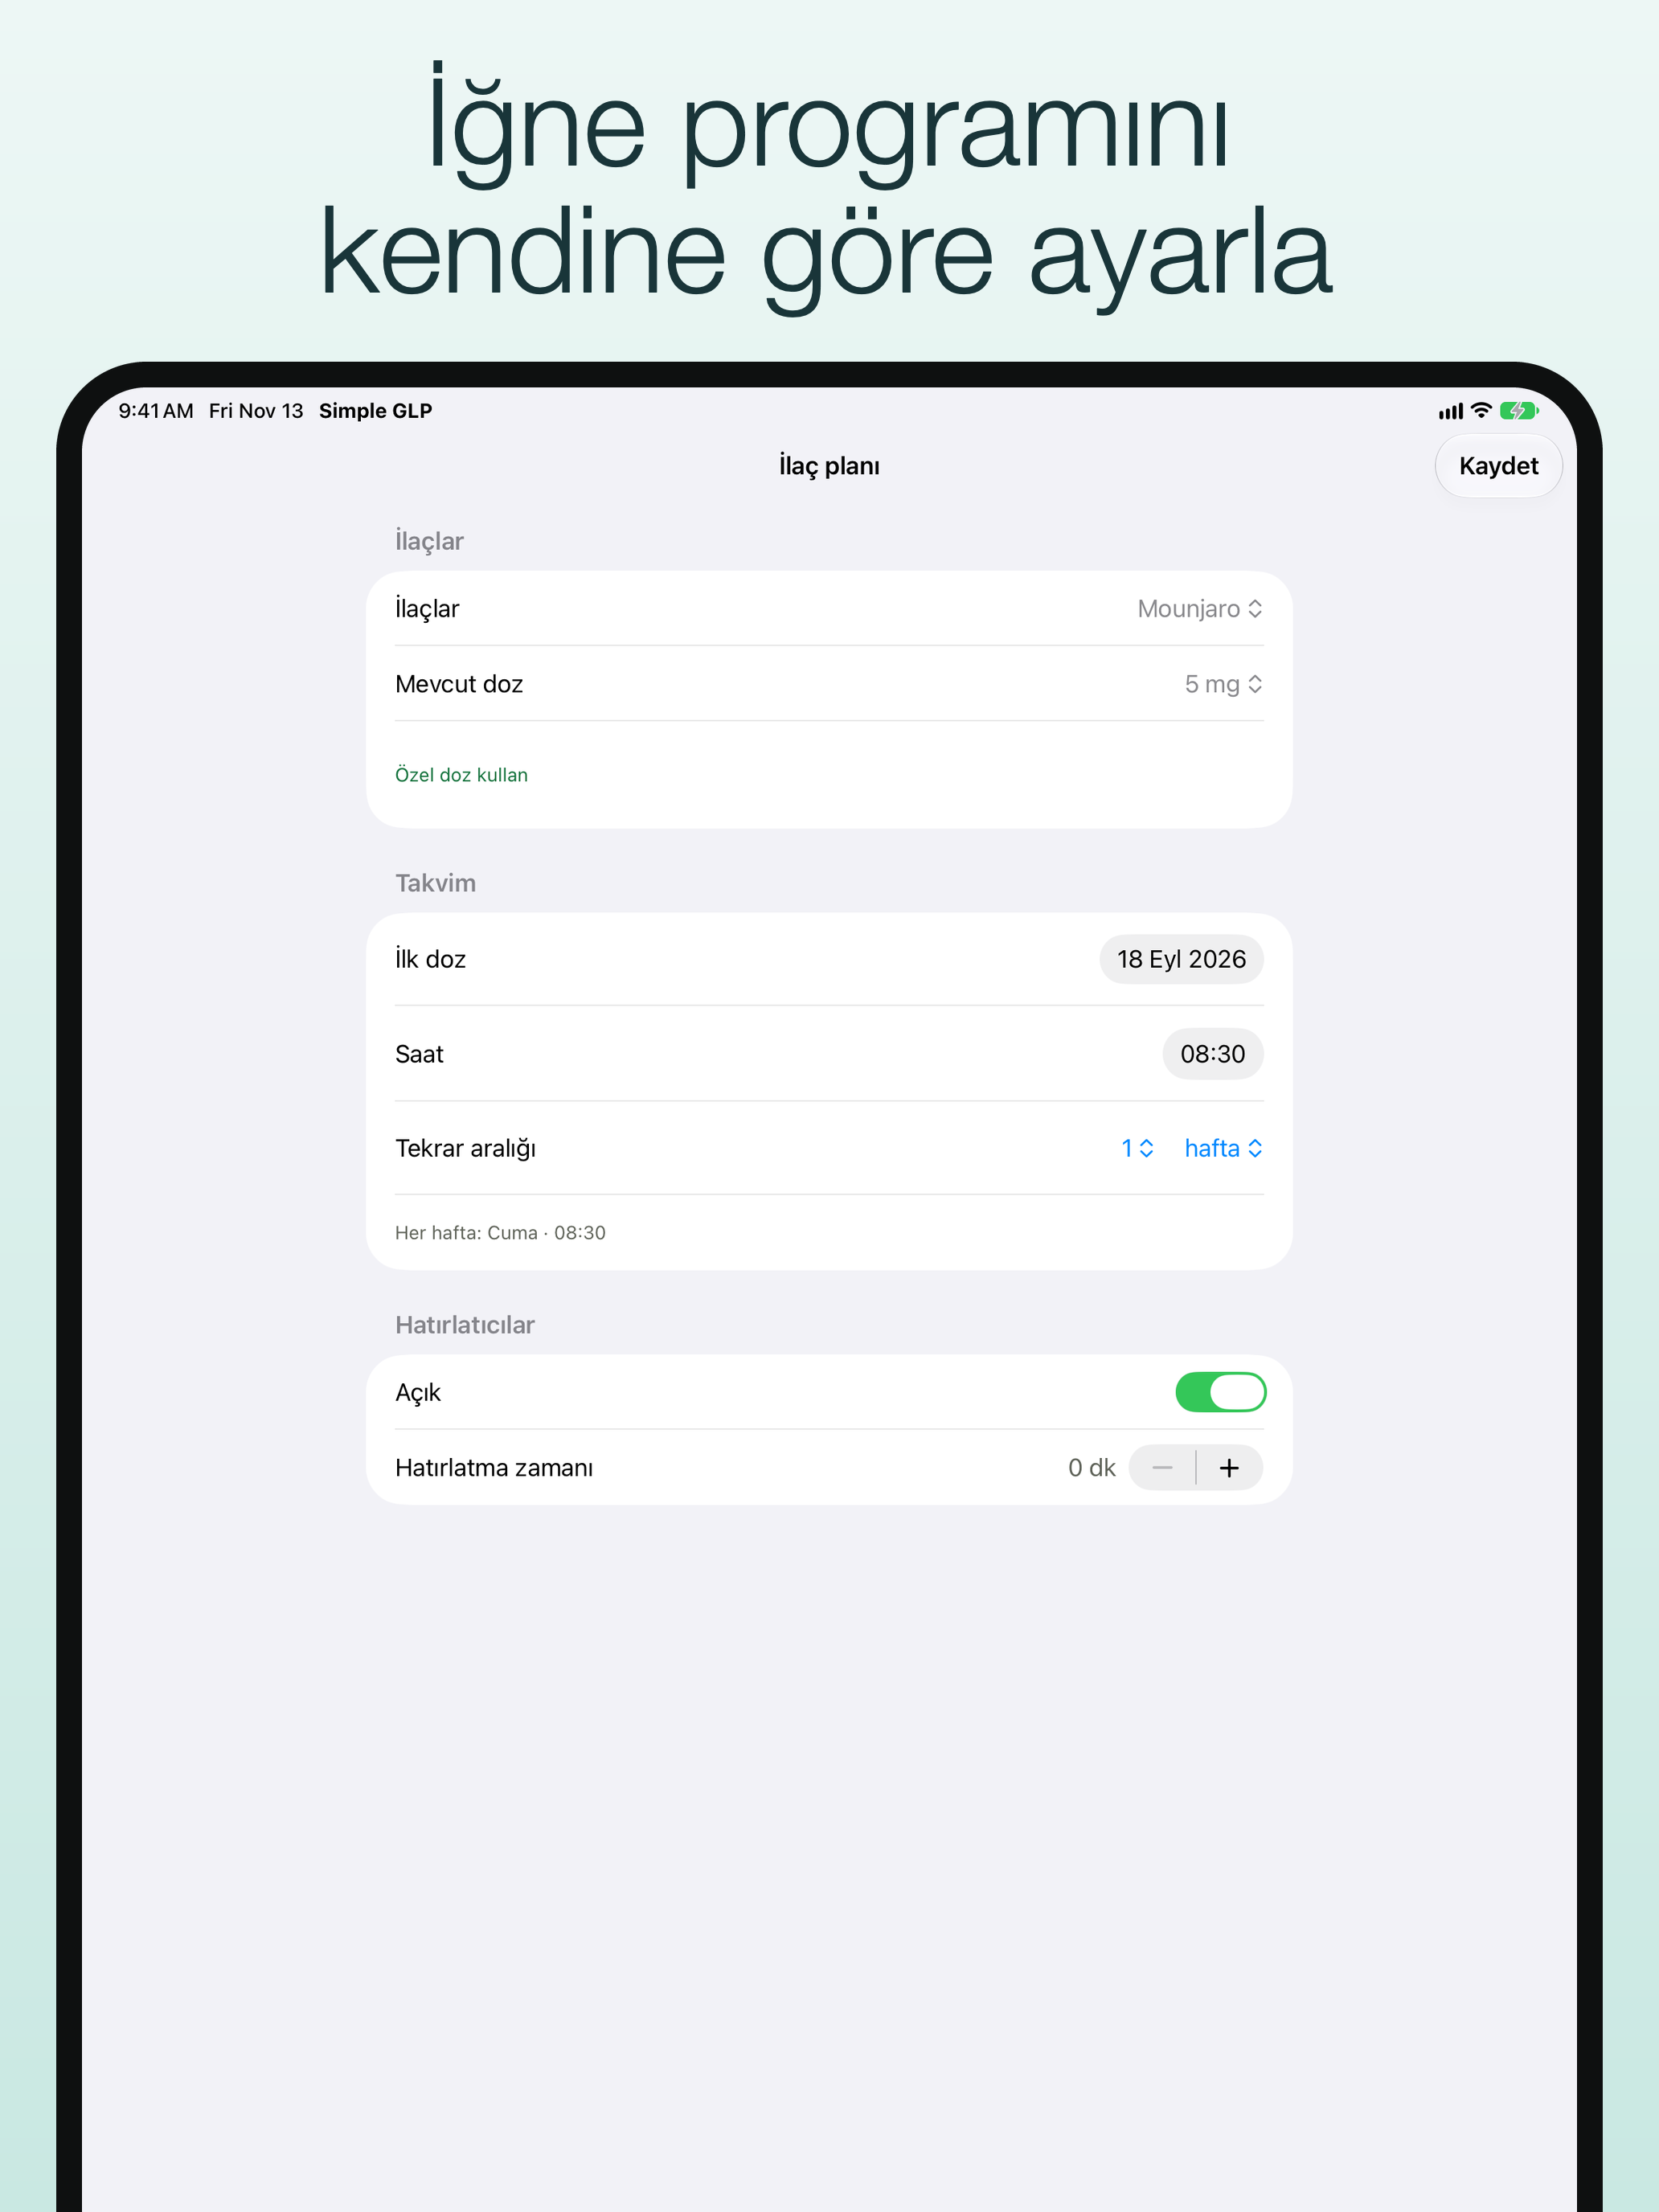 İğne programını
kendine göre ayarla
9:41 AM Fri Nov 13 Simple GLP
İlaç planı
Kaydet
İlaçlar
İlaçlar Mounjaro
Mevcut doz 5 mg
Özel doz kullan
Takvim
İlk doz 18 Eyl 2026
Saat 08:30
Tekrar aralığı 1 hafta
Her hafta: Cuma · 08:30
Hatırlatıcılar
Açık
Hatırlatma zamanı 0 dk − +